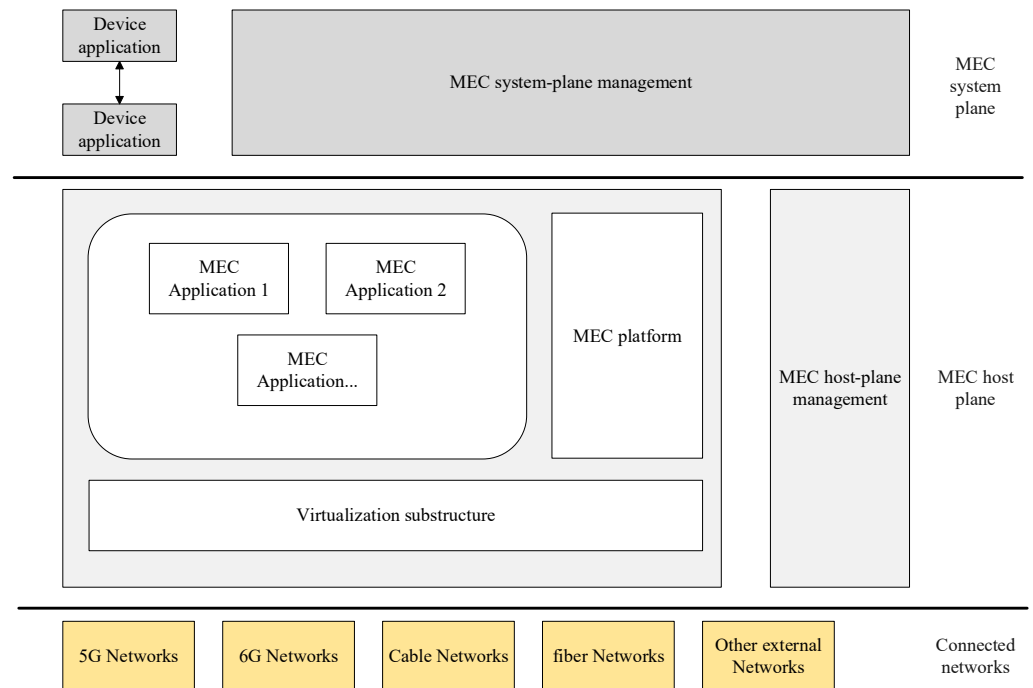 Device
application
Device
application
MEC system-plane management
MEC
system
plane
MEC
Application 1
MEC
Application 2
MEC
Application...
MEC platform
Virtualization substructure
MEC host-plane
management
MEC host
plane
5G Networks
6G Networks
Cable Networks
fiber Networks
Other external
Networks
Connected
networks